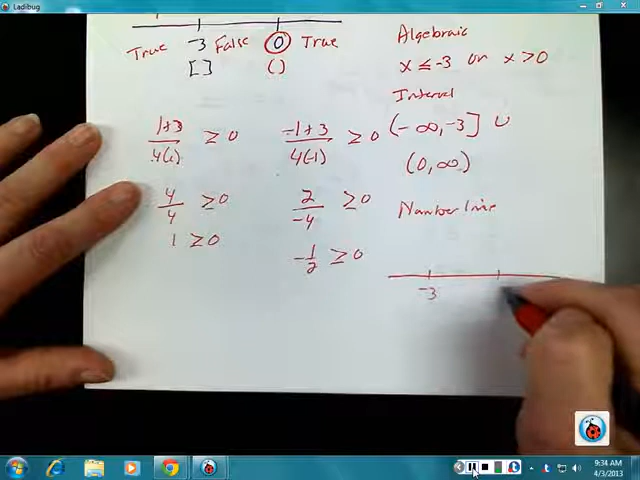 Ladibug
True -3 False 0 True
[ ] ( )
Algebraic
x ≤ -3 or x > 0
Interval
(-∞, -3] ∪
(0, ∞)
1+3/4(1) ≥ 0
4/4 ≥ 0
1 ≥ 0
-1+3/4(-1) ≥ 0
2/-4 ≥ 0
-1/2 ≥ 0
Number line
-3
9:34 AM
4/3/2013